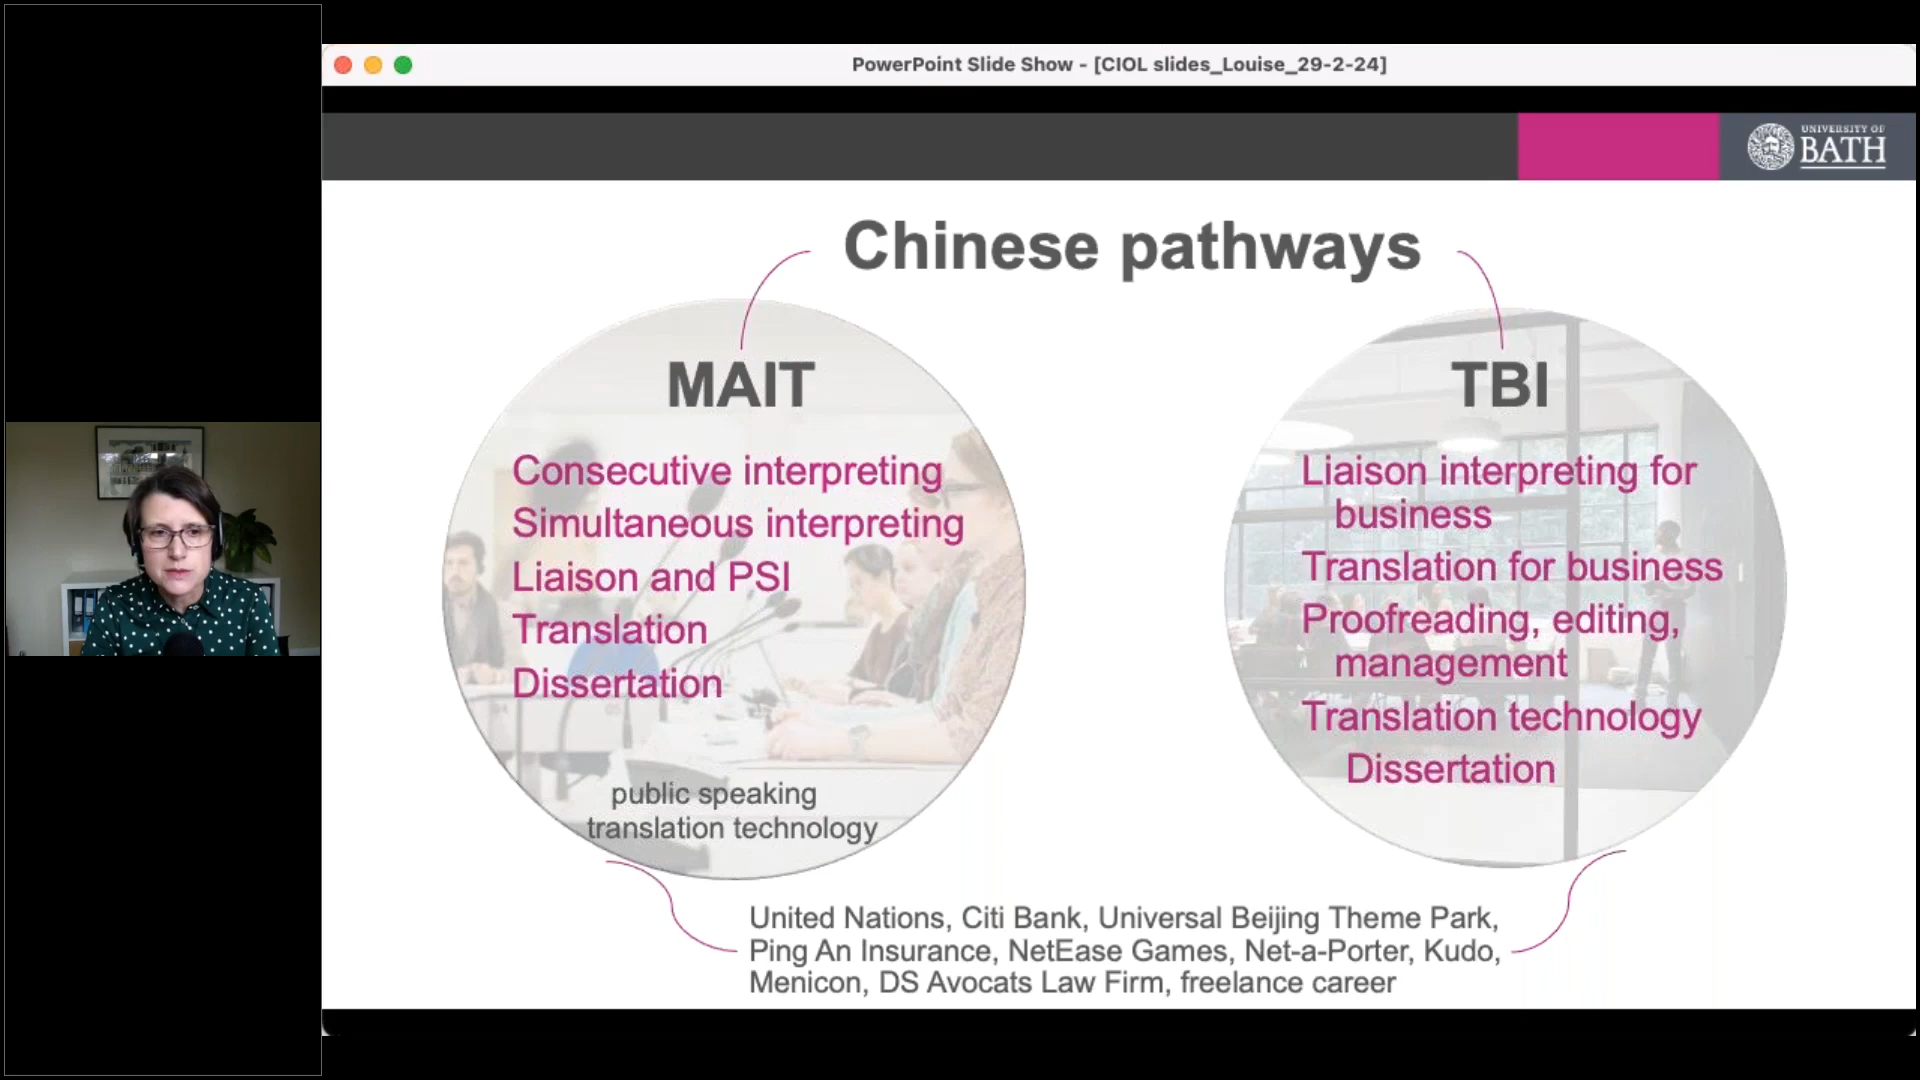 PowerPoint Slide Show - [CIOL slides_Louise_29-2-24]
UNIVERSITY OF
BATH
Chinese pathways
MAIT
Consecutive interpreting
Simultaneous interpreting
Liaison and PSI
Translation
Dissertation
public speaking
translation technology
TBI
Liaison interpreting for
business
Translation for business
Proofreading, editing,
management
Translation technology
Dissertation
United Nations, Citi Bank, Universal Beijing Theme Park,
Ping An Insurance, NetEase Games, Net-a-Porter, Kudo,
Menicon, DS Avocats Law Firm, freelance career